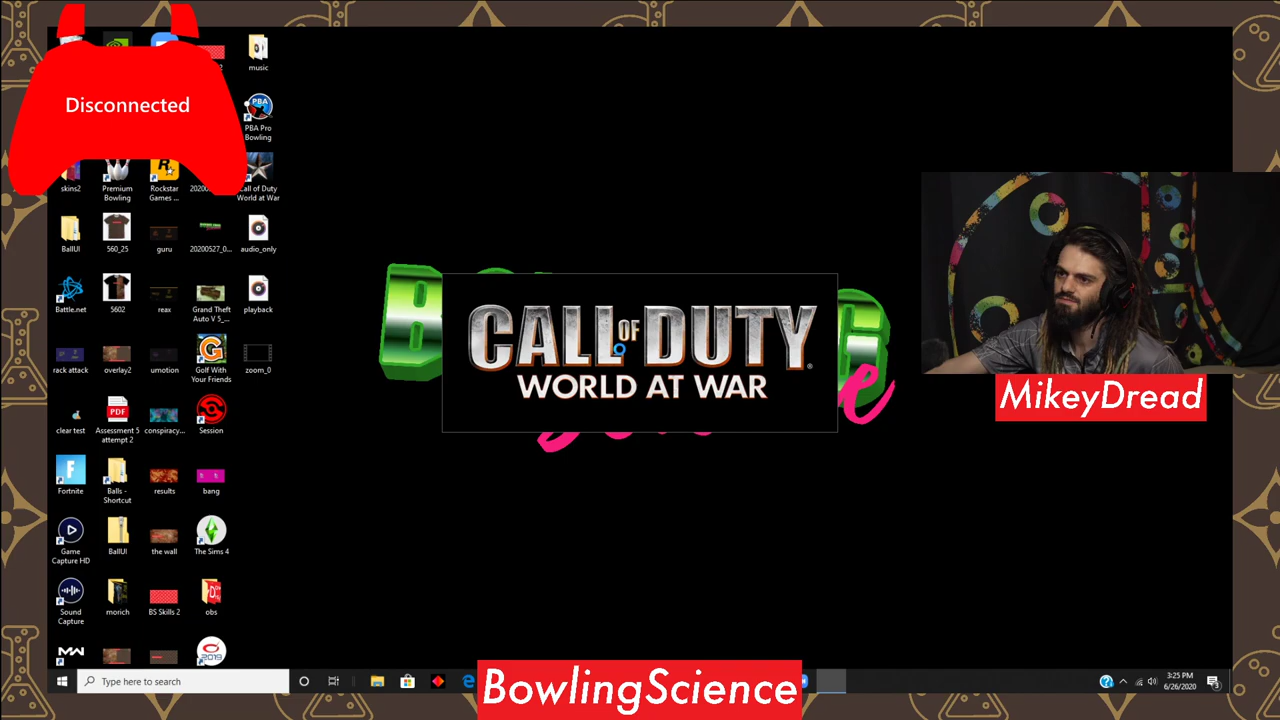 Disconnected
music
PBA Pro
Bowling
skins2
Premium
Bowling
Rockstar
Games ...
Call of Duty
World at War
BallUI
560_25
guru
20200527_0...
audio_only
Battle.net
5602
reax
Grand Theft
Auto V 5_...
playback
rack attack
overlay2
umotion
Golf With
Your Friends
zoom_0
clear test
PDF
Assessment 5
attempt 2
conspiracy...
Session
Fortnite
Balls -
Shortcut
results
bang
Game
Capture HD
BallUI
the wall
The Sims 4
Sound
Capture
morich
BS Skills 2
obs
2019
CALL OF DUTY
WORLD AT WAR
MikeyDread
Type here to search
BowlingScience
3:25 PM
6/26/2020
3